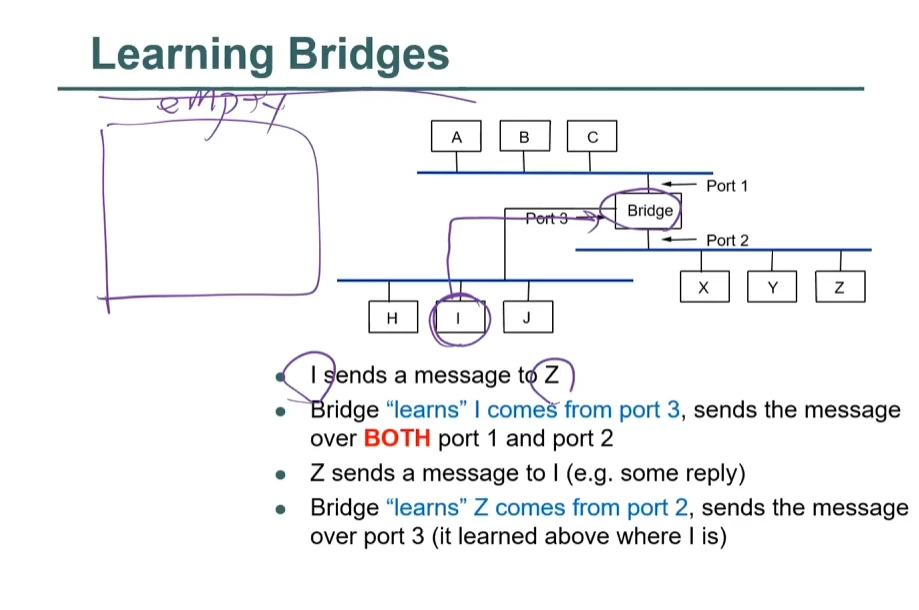 Learning Bridges
empty
A B C
Port 1
Port 3 Bridge
Port 2
X Y Z
H I J
I sends a message to Z
Bridge “learns” I comes from port 3, sends the message
over BOTH port 1 and port 2
Z sends a message to I (e.g. some reply)
Bridge “learns” Z comes from port 2, sends the message
over port 3 (it learned above where I is)